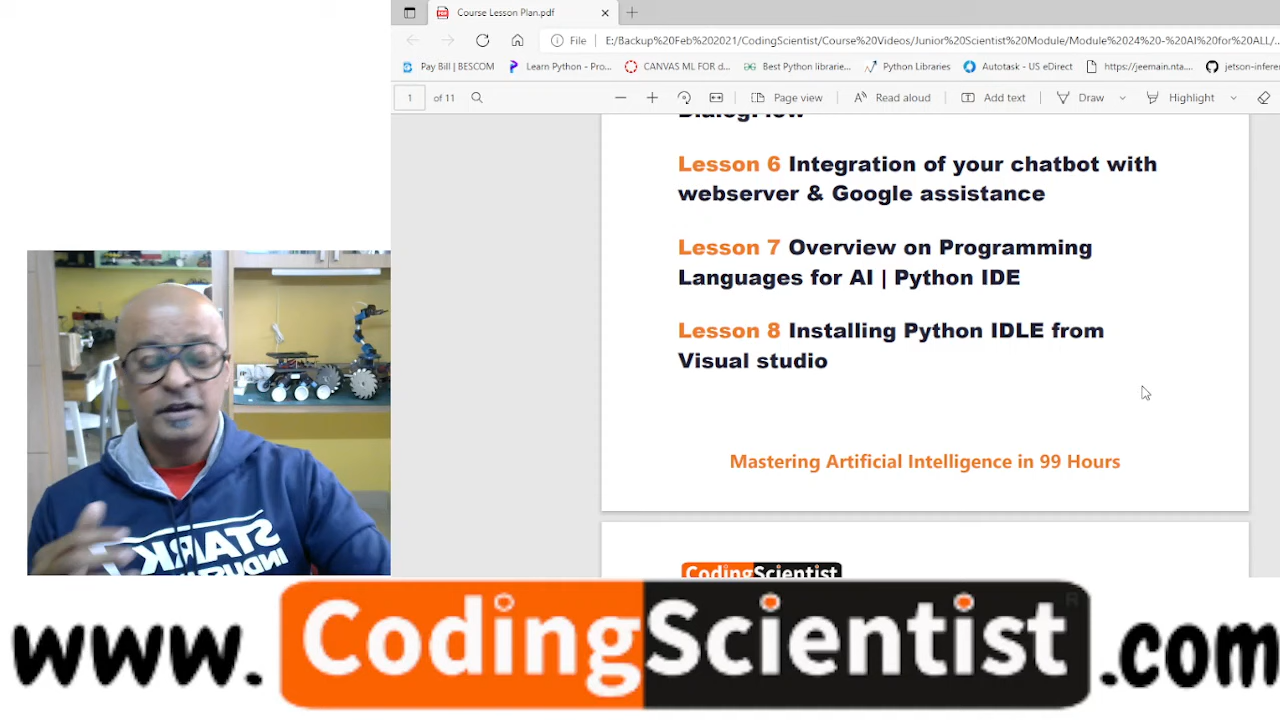 Course Lesson Plan.pdf
File E:/Backup%20Feb%202021/CodingScientist/Course%20Videos/Junior%20Scientist%20Module/Module%2024%20-%20AI%20for%20ALL/...
Pay Bill | BESCOM Learn Python - Pro... CANVAS ML FOR d... Best Python librarie... Python Libraries Autotask - US eDirect https://jeemain.nta.... jetson-infere
1 of 11 Page view Read aloud Add text Draw Highlight
DialogFlow
Lesson 6 Integration of your chatbot with
webserver & Google assistance
Lesson 7 Overview on Programming
Languages for AI | Python IDE
Lesson 8 Installing Python IDLE from
Visual studio
Mastering Artificial Intelligence in 99 Hours
CodingScientist
STARK
INDUS
www.CodingScientist®.com